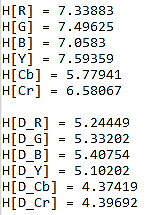 H[R] = 7.33883
H[G] = 7.49625
H[B] = 7.0583
H[Y] = 7.59359
H[Cb] = 5.77941
H[Cr] = 6.58067
H[D_R] = 5.24449
H[D_G] = 5.33202
H[D_B] = 5.40754
H[D_Y] = 5.10202
H[D_Cb] = 4.37419
H[D_Cr] = 4.39692